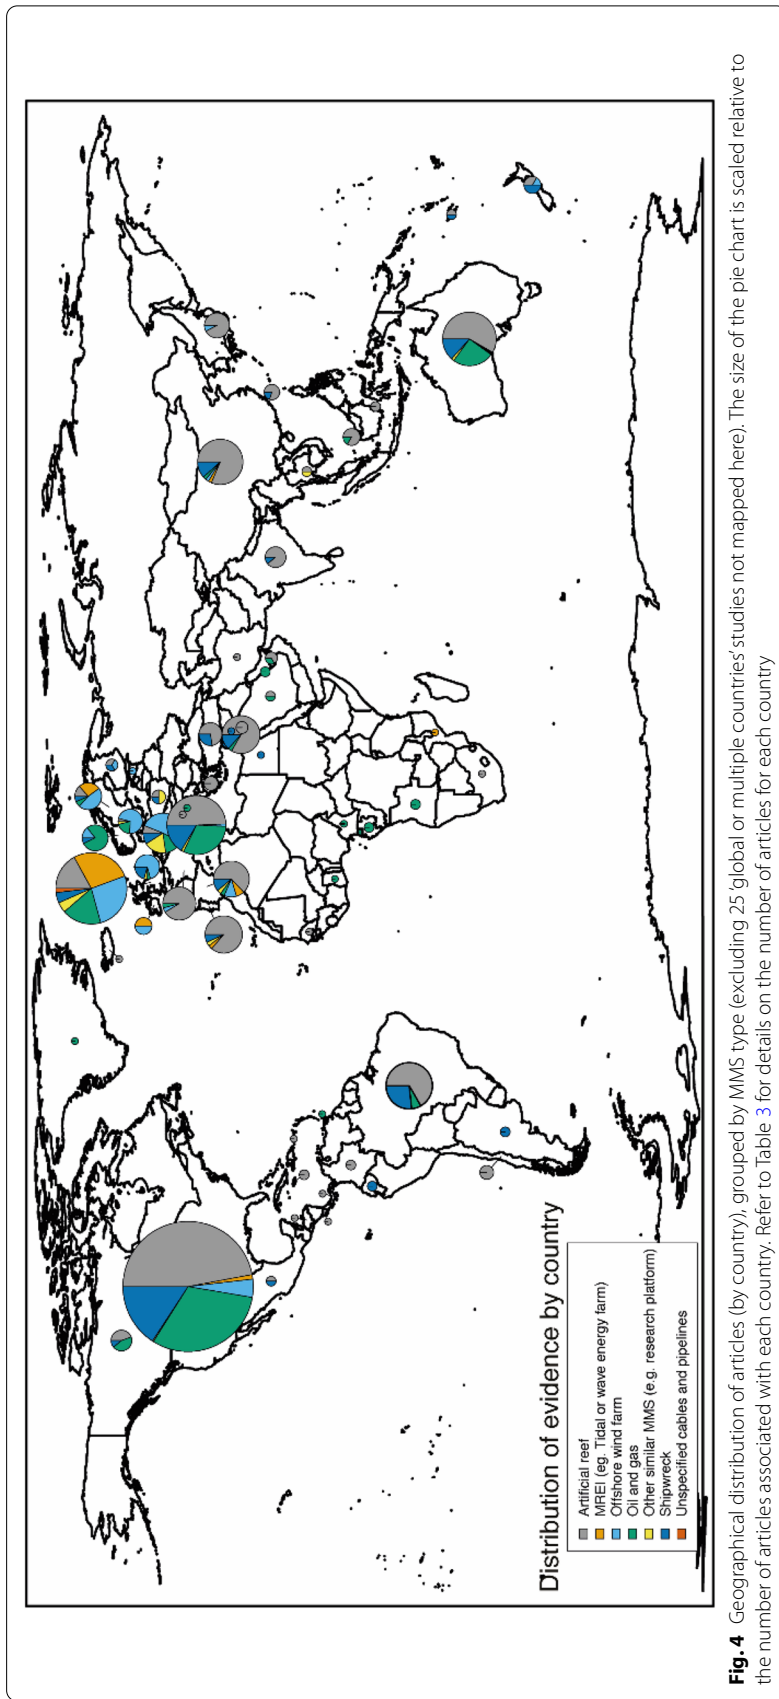 Distribution of evidence by country
Artificial reef
MREI (eg. Tidal or wave energy farm)
Offshore wind farm
Oil and gas
Other similar MMS (e.g. research platform)
Shipwreck
Unspecified cables and pipelines
Fig. 4 Geographical distribution of articles (by country), grouped by MMS type (excluding 25 ‘global or multiple countries’ studies not mapped here). The size of the pie chart is scaled relative to
the number of articles associated with each country. Refer to Table 3 for details on the number of articles for each country